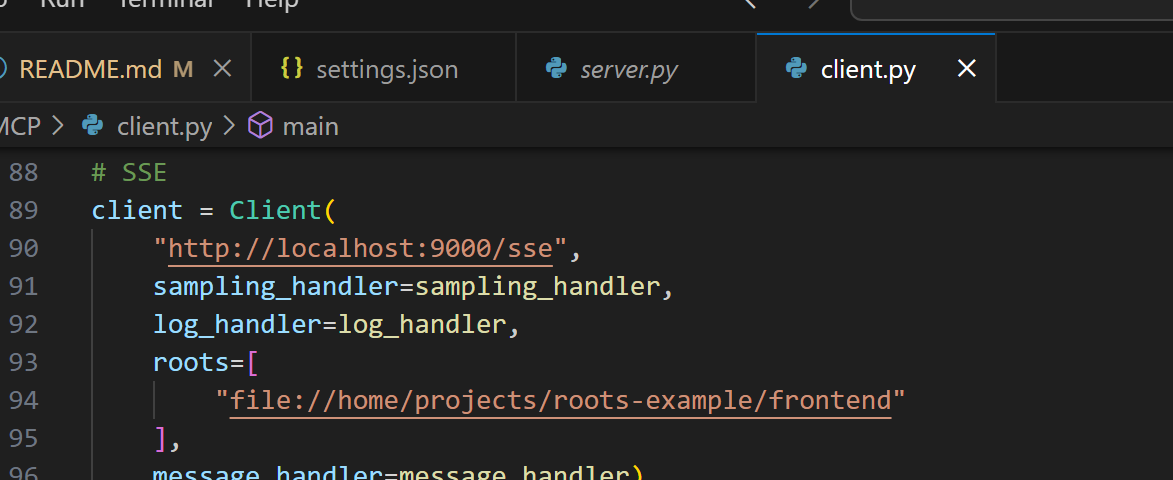 Run Terminal Help
README.md M settings.json server.py client.py
MCP > client.py > main
88 # SSE
89 client = Client(
90 "http://localhost:9000/sse",
91 sampling_handler=sampling_handler,
92 log_handler=log_handler,
93 roots=[
94 "file://home/projects/roots-example/frontend"
95 ],
96 message_handler=message_handler)